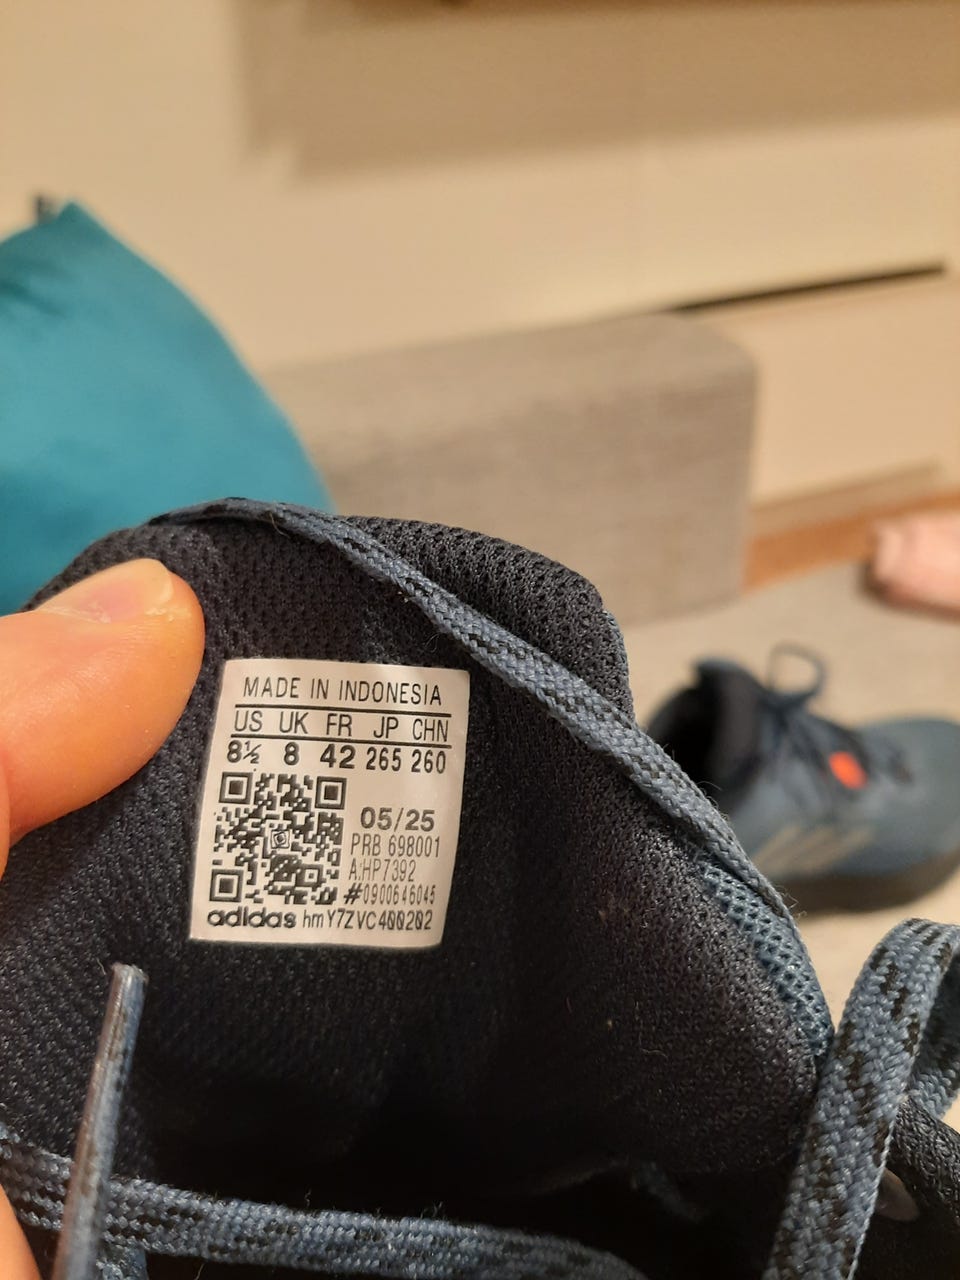 MADE IN INDONESIA
US UK FR JP CHN
8½ 8 42 265 260
05/25
PRB 698001
A:HP7392
#0900646045
adidas hmY7ZVC400202